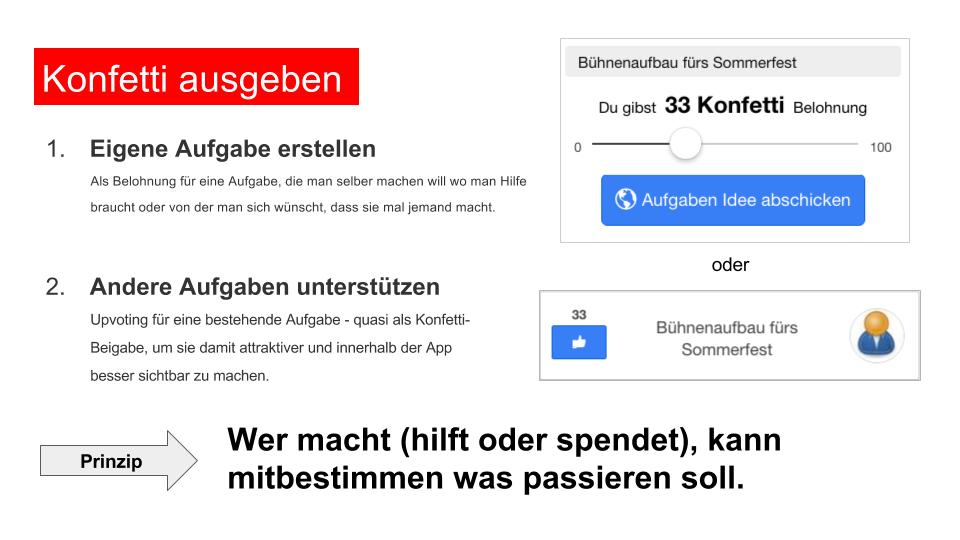 Konfetti ausgeben
1. Eigene Aufgabe erstellen
Als Belohnung für eine Aufgabe, die man selber machen will wo man Hilfe
braucht oder von der man sich wünscht, dass sie mal jemand macht.
2. Andere Aufgaben unterstützen
Upvoting für eine bestehende Aufgabe - quasi als Konfetti-
Beigabe, um sie damit attraktiver und innerhalb der App
besser sichtbar zu machen.
Bühnenaufbau fürs Sommerfest
Du gibst 33 Konfetti Belohnung
0 100
Aufgaben Idee abschicken
oder
33
Bühnenaufbau fürs
Sommerfest
Prinzip
Wer macht (hilft oder spendet), kann
mitbestimmen was passieren soll.